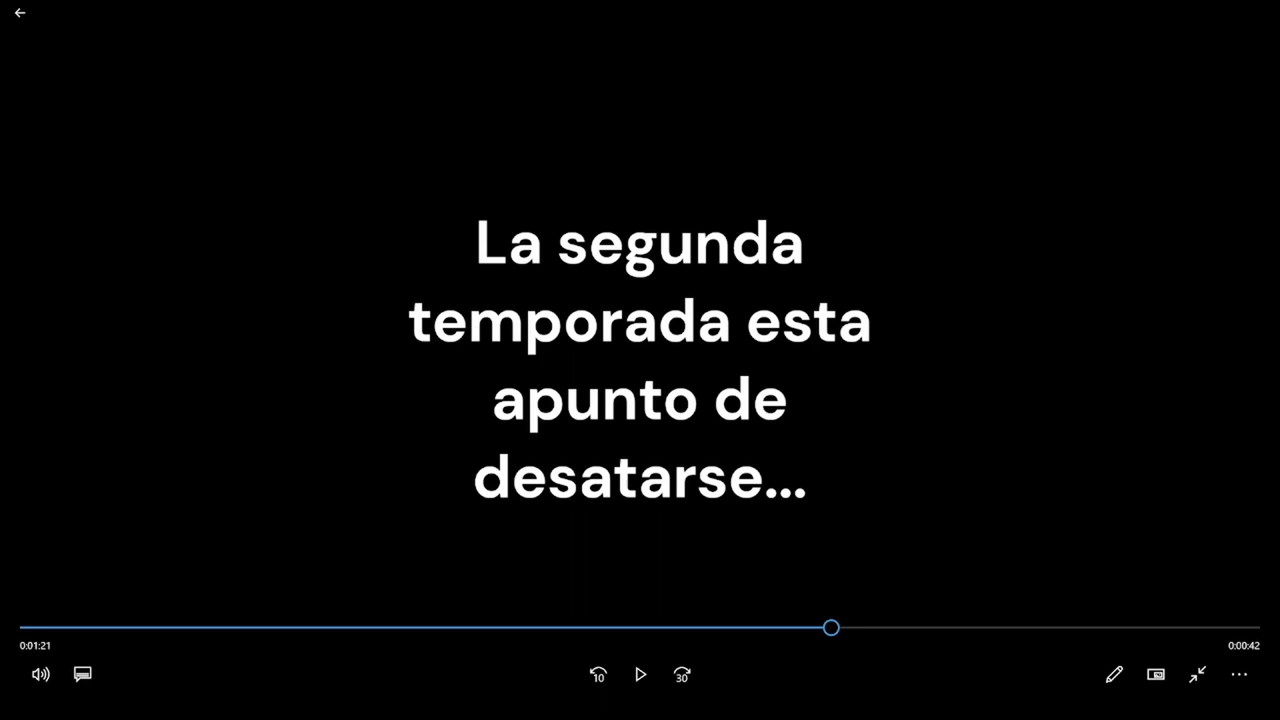 La segunda
temporada esta
apunto de
desatarse...
0:01:21
0:00:42
10
30